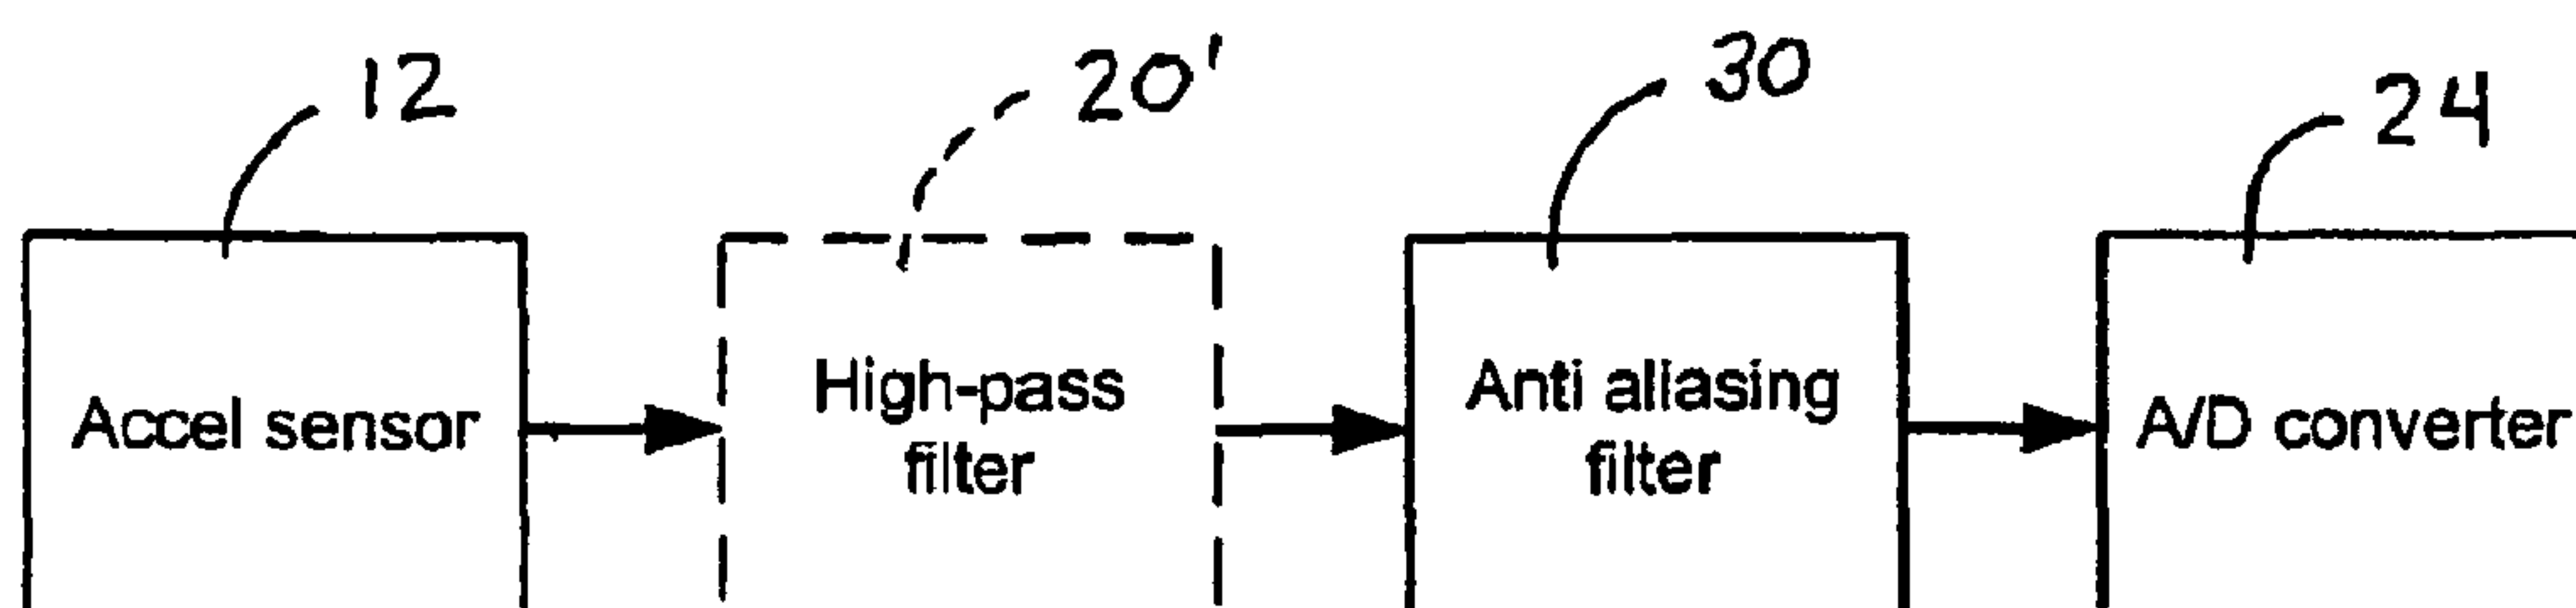 12
20'
30
24
Accel sensor
High-pass
filter
Anti aliasing
filter
A/D converter